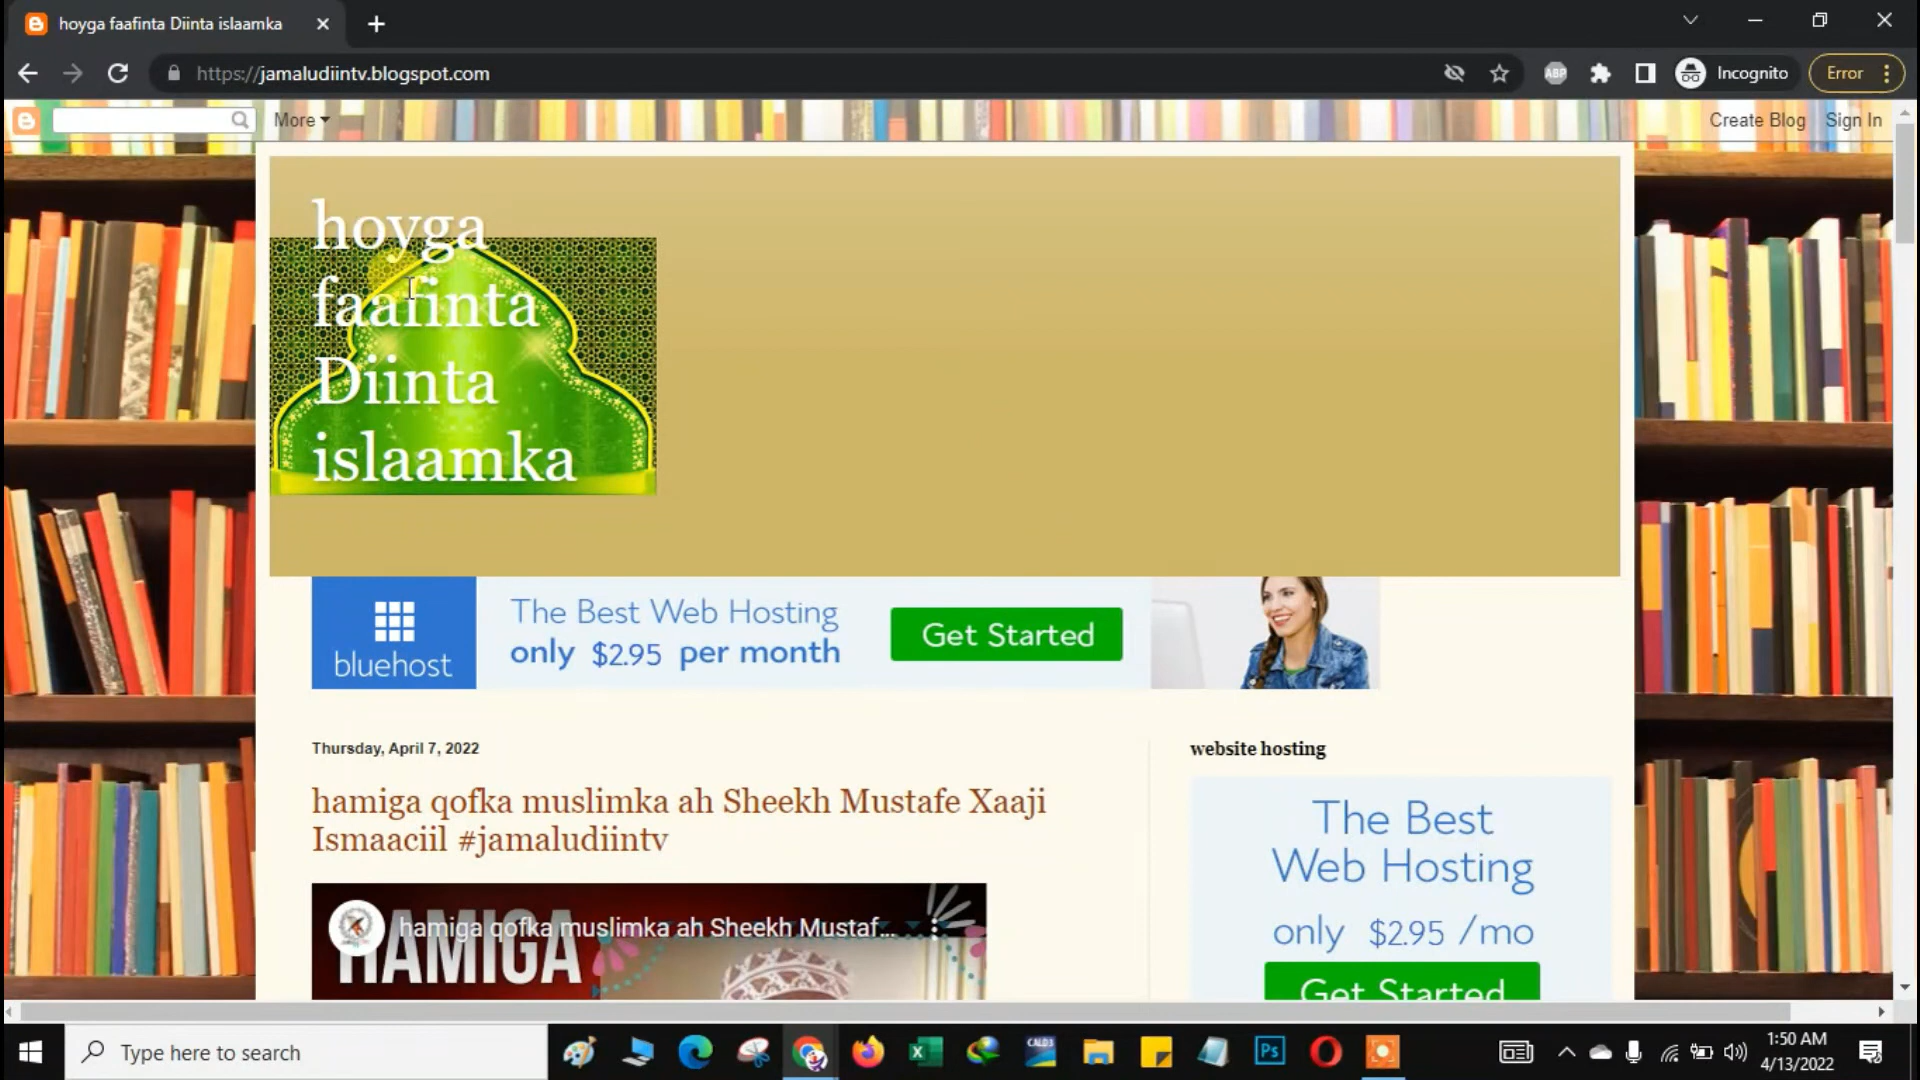 hoyga faafinta Diinta islaamka
https://jamaludiintv.blogspot.com
Incognito
Error
More
Create Blog
Sign In
hoyga
faafinta
Diinta
islaamka
bluehost
The Best Web Hosting
only $2.95 per month
Get Started
Thursday, April 7, 2022
hamiga qofka muslimka ah Sheekh Mustafe Xaaji
Ismaaciil #jamaludiintv
hamiga qofka muslimka ah Sheekh Mustaf...
HAMIGA
website hosting
The Best
Web Hosting
only $2.95 /mo
Get Started
Type here to search
ABP
CALD3
Ps
1:50 AM
4/13/2022